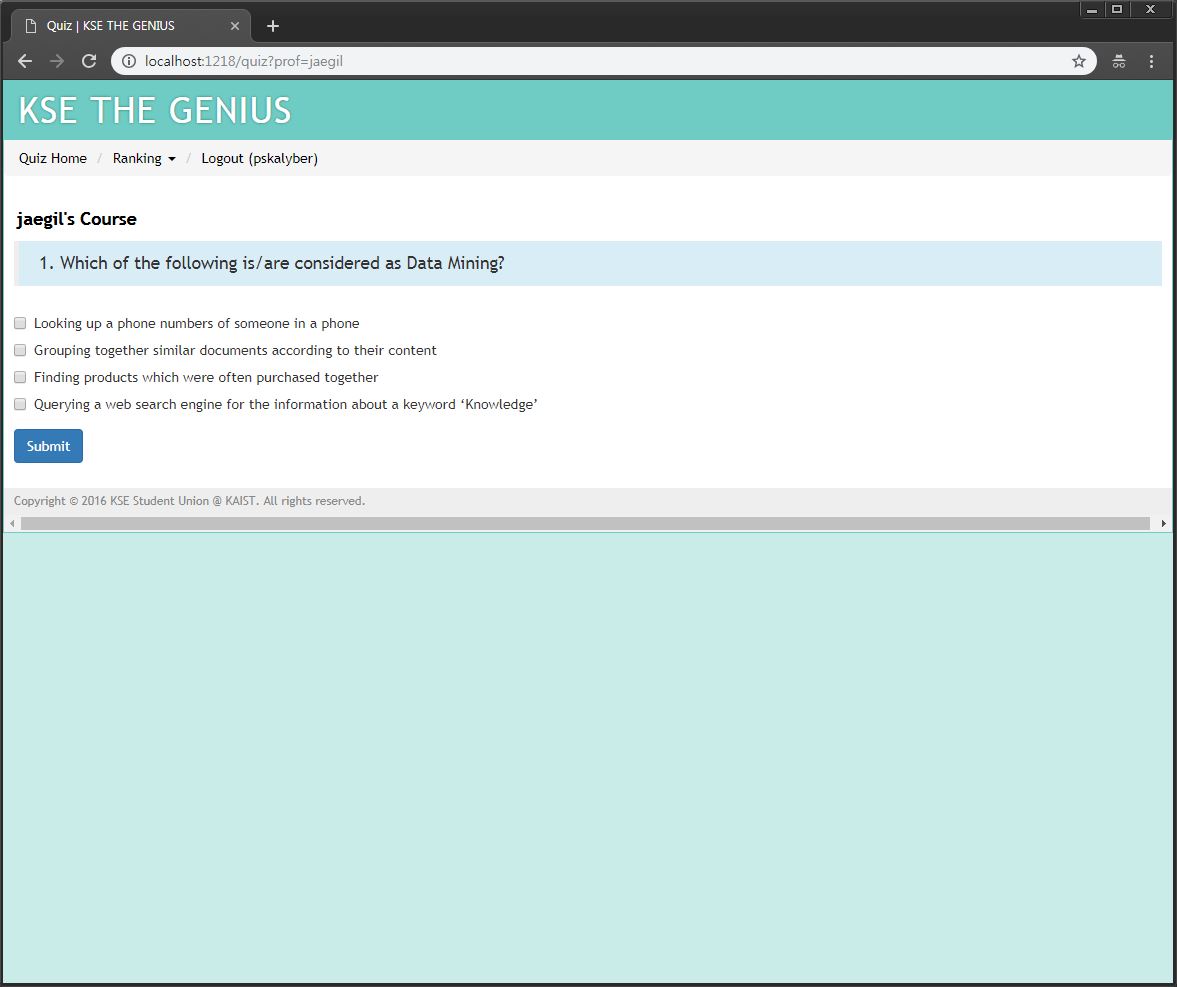 Quiz | KSE THE GENIUS
localhost:1218/quiz?prof=jaegil
KSE THE GENIUS
Quiz Home / Ranking / Logout (pskalyber)
jaegil's Course
1. Which of the following is/are considered as Data Mining?
Looking up a phone numbers of someone in a phone
Grouping together similar documents according to their content
Finding products which were often purchased together
Querying a web search engine for the information about a keyword ‘Knowledge’
Submit
Copyright © 2016 KSE Student Union @ KAIST. All rights reserved.